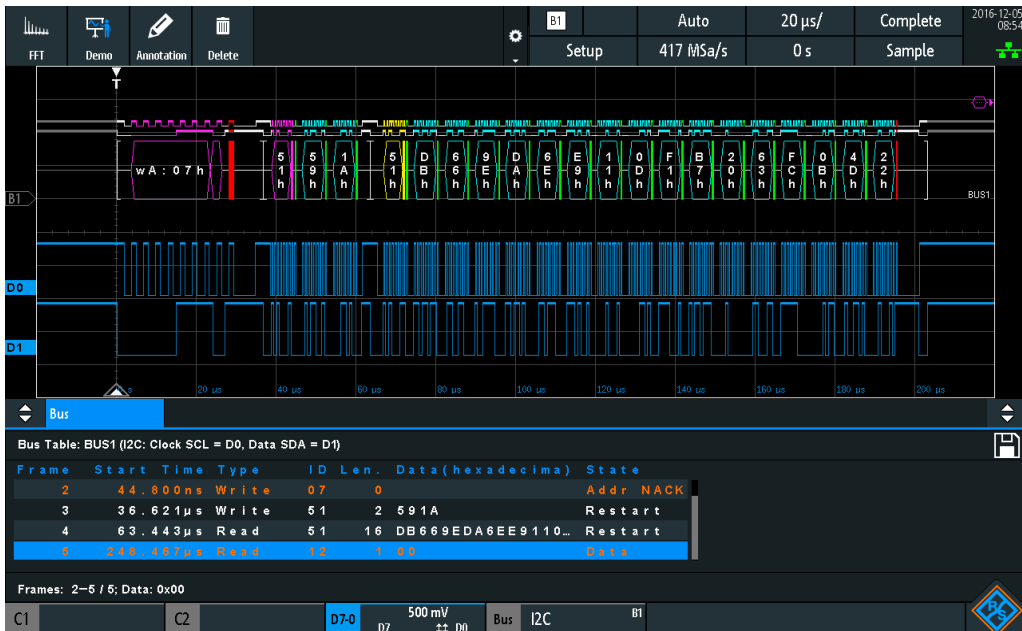 B1 Auto 20 µs/ Complete 2016-12-05
08:54
FFT Demo Annotation Delete
Setup 417 MSa/s 0 s Sample
T
wA:07h 51h 59h 1Ah 51h DBh 66h 9Eh DAh 6Eh E9h 11h 0Dh F1h B7h 20h 63h FCh 0Bh 4Dh 22h
B1 BUS1
D0
D1
s 20 µs 40 µs 60 µs 80 µs 100 µs 120 µs 140 µs 160 µs 180 µs 200 µs
Bus
Bus Table: BUS1 (I2C: Clock SCL = D0, Data SDA = D1)
Frame Start Time Type ID Len. Data(hexadecima) State
2 44.800ns Write 07 0 Addr NACK
3 36.621µs Write 51 2 591A Restart
4 63.443µs Read 51 16 DB669EDA6EE9110… Restart
5 248.467µs Read 12 1 00 Data
Frames: 2–5 / 5; Data: 0x00
C1 C2 D7-0 500 mV Bus I2C B1
D7 D0
R&S